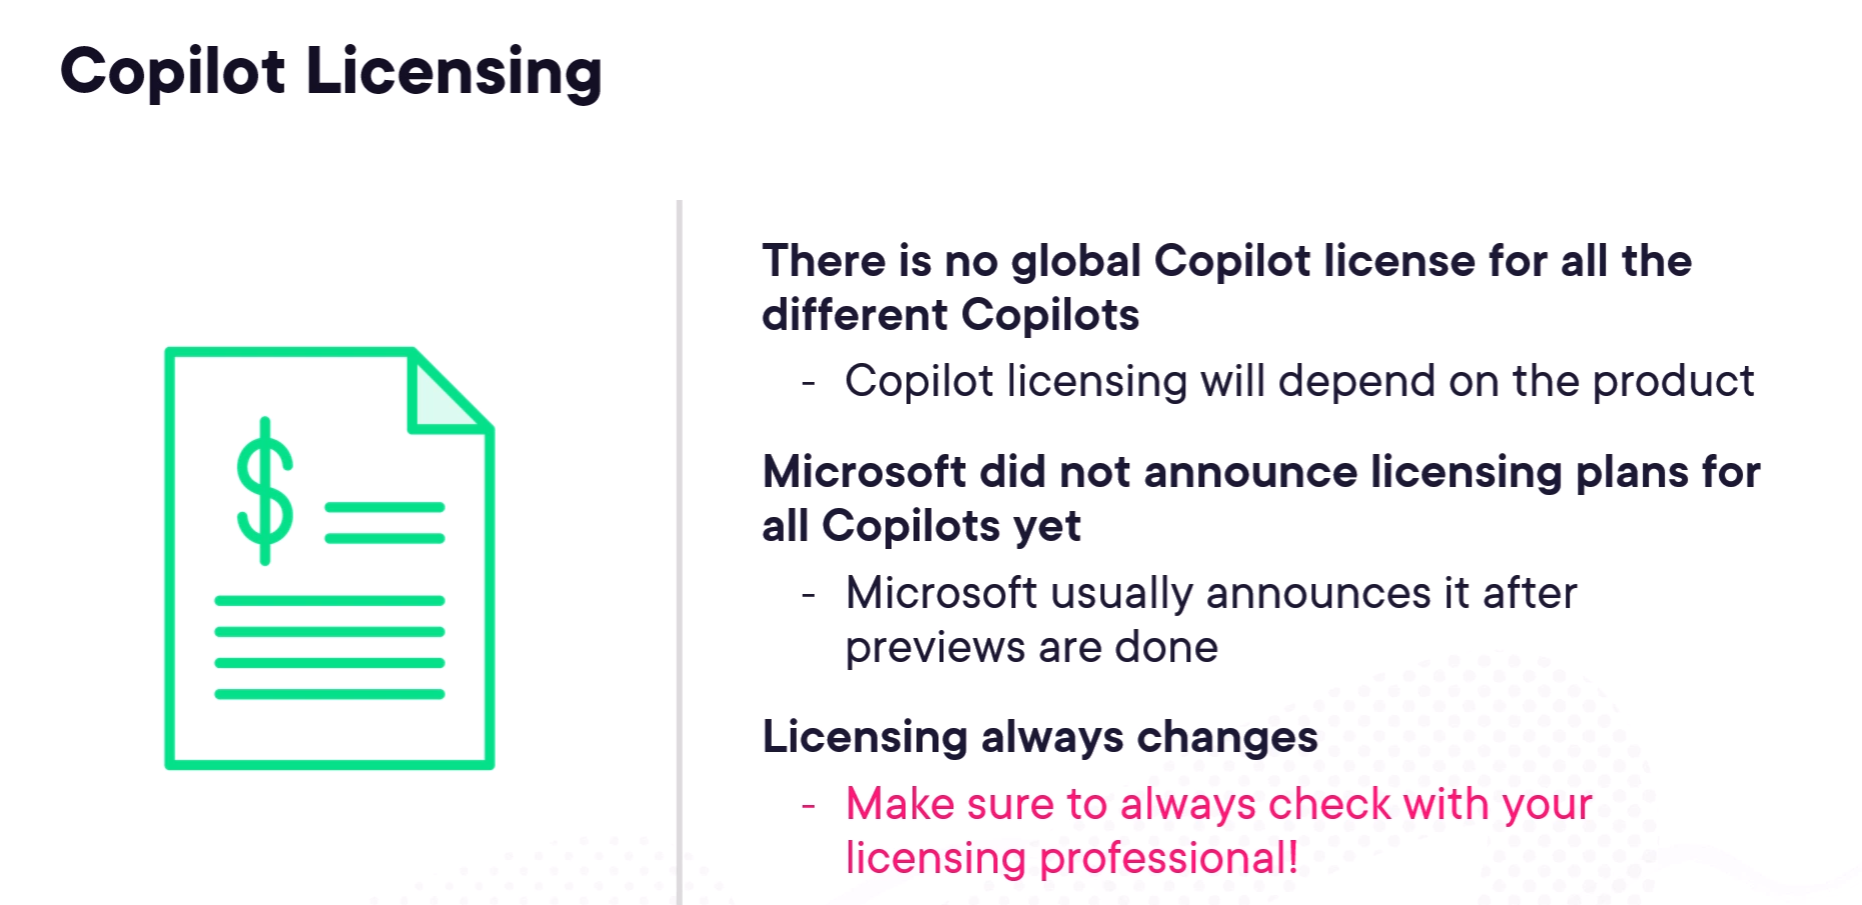 Copilot Licensing
There is no global Copilot license for all the
different Copilots
- Copilot licensing will depend on the product
Microsoft did not announce licensing plans for
all Copilots yet
- Microsoft usually announces it after
previews are done
Licensing always changes
- Make sure to always check with your
licensing professional!
$